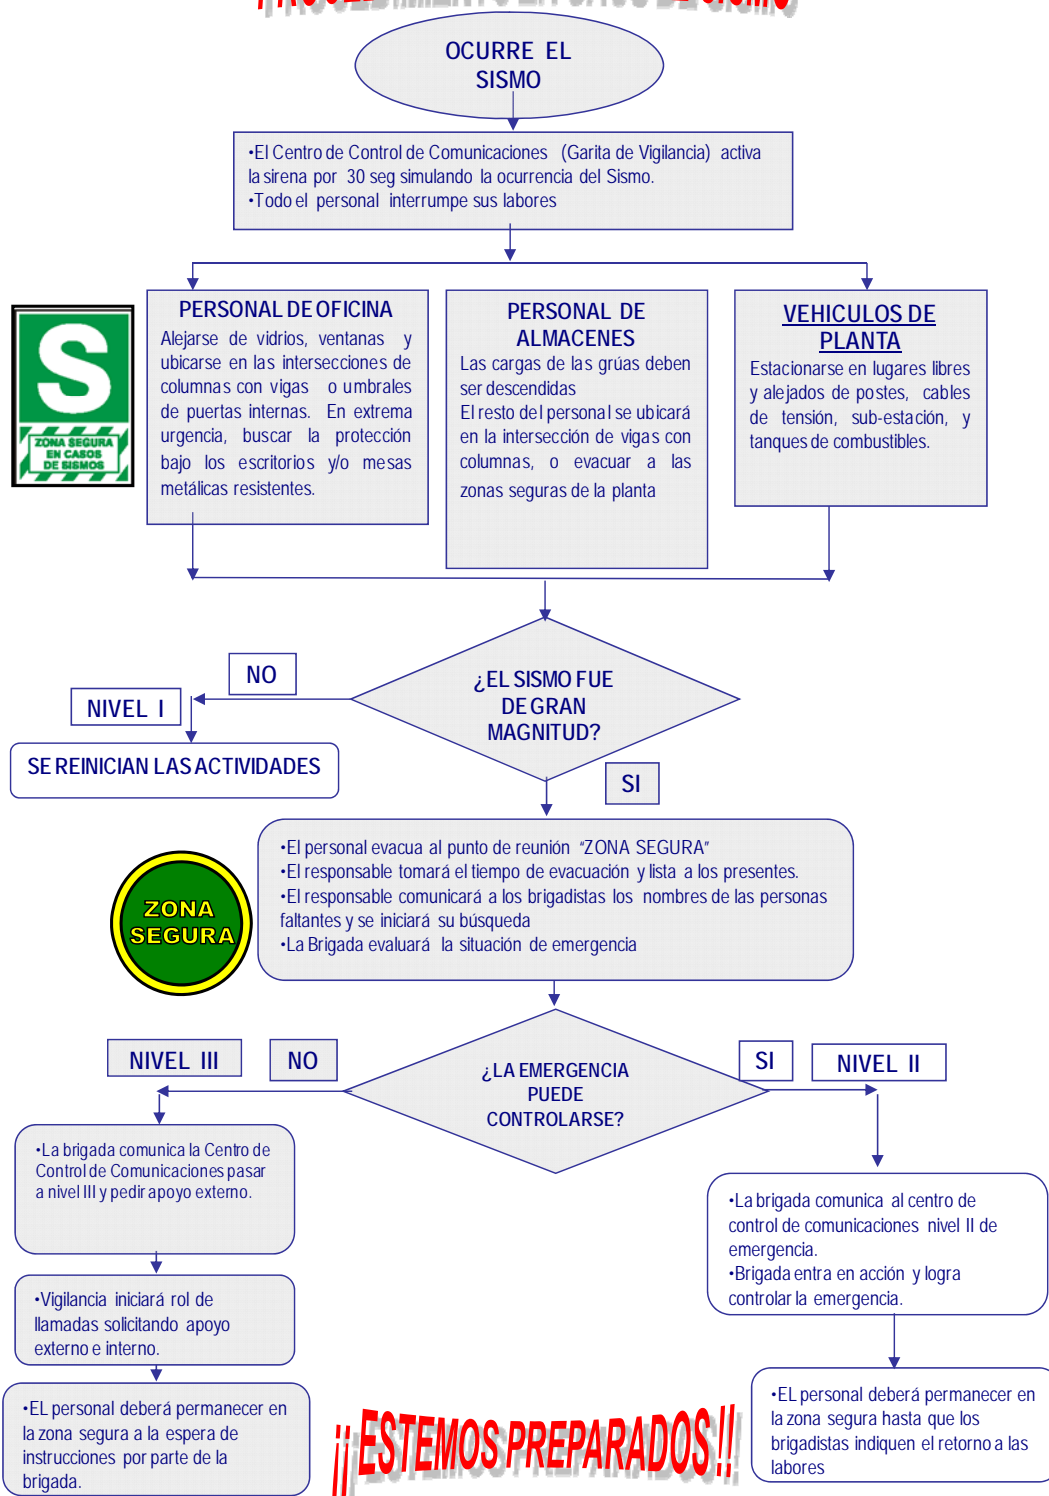 ¡PROCEDIMIENTO EN CASOS DE SISMO!
OCURRE EL
SISMO
•El Centro de Control de Comunicaciones (Garita de Vigilancia) activa
la sirena por 30 seg simulando la ocurrencia del Sismo.
•Todo el personal interrumpe sus labores
S
ZONA SEGURA
EN CASOS
DE SISMOS
PERSONAL DE OFICINA
Alejarse de vidrios, ventanas y
ubicarse en las intersecciones de
columnas con vigas o umbrales
de puertas internas. En extrema
urgencia, buscar la protección
bajo los escritorios y/o mesas
metálicas resistentes.
PERSONAL DE
ALMACENES
Las cargas de las grúas deben
ser descendidas
El resto del personal se ubicará
en la intersección de vigas con
columnas, o evacuar a las
zonas seguras de la planta
VEHICULOS DE
PLANTA
Estacionarse en lugares libres
y alejados de postes, cables
de tensión, sub-estación, y
tanques de combustibles.
¿EL SISMO FUE
DE GRAN
MAGNITUD?
NO
NIVEL I
SE REINICIAN LAS ACTIVIDADES
SI
•El personal evacua al punto de reunión “ZONA SEGURA”
•El responsable tomará el tiempo de evacuación y lista a los presentes.
•El responsable comunicará a los brigadistas los nombres de las personas
faltantes y se iniciará su búsqueda
•La Brigada evaluará la situación de emergencia
ZONA
SEGURA
¿LA EMERGENCIA
PUEDE
CONTROLARSE?
NIVEL III
NO
SI
NIVEL II
•La brigada comunica la Centro de
Control de Comunicaciones pasar
a nivel III y pedir apoyo externo.
•Vigilancia iniciará rol de
llamadas solicitando apoyo
externo e interno.
•EL personal deberá permanecer en
la zona segura a la espera de
instrucciones por parte de la
brigada.
•La brigada comunica al centro de
control de comunicaciones nivel II de
emergencia.
•Brigada entra en acción y logra
controlar la emergencia.
•EL personal deberá permanecer en
la zona segura hasta que los
brigadistas indiquen el retorno a las
labores
¡¡ESTEMOS PREPARADOS!!